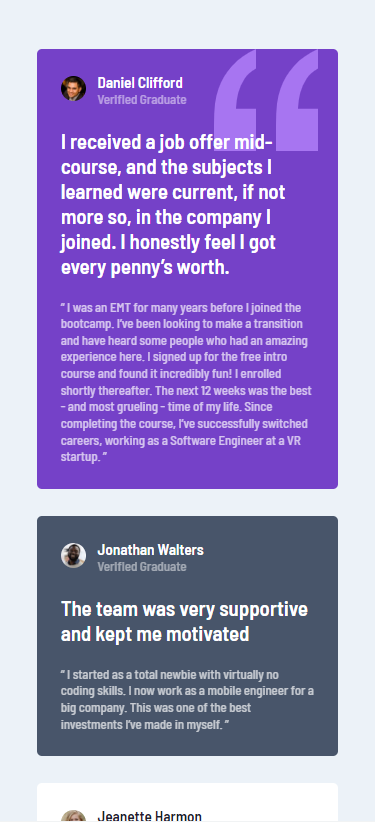 Daniel Clifford
Verified Graduate
I received a job offer mid-
course, and the subjects I
learned were current, if not
more so, in the company I
joined. I honestly feel I got
every penny’s worth.
“ I was an EMT for many years before I joined the
bootcamp. I’ve been looking to make a transition
and have heard some people who had an amazing
experience here. I signed up for the free intro
course and found it incredibly fun! I enrolled
shortly thereafter. The next 12 weeks was the best
- and most grueling - time of my life. Since
completing the course, I’ve successfully switched
careers, working as a Software Engineer at a VR
startup. ”
Jonathan Walters
Verified Graduate
The team was very supportive
and kept me motivated
“ I started as a total newbie with virtually no
coding skills. I now work as a mobile engineer for a
big company. This was one of the best
investments I’ve made in myself. ”
Jeanette Harmon